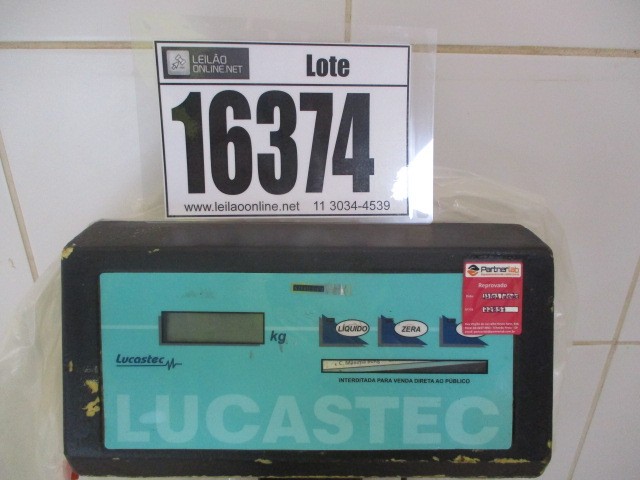 LEILÃO
ONLINE.NET
Lote
16374
www.leilaoonline.net 11 3034-4539
PartnerLab
Reprovado
kg
LÍQUIDO
ZERA
Lucastec
INTERDITADA PARA VENDA DIRETA AO PÚBLICO
LUCASTEC